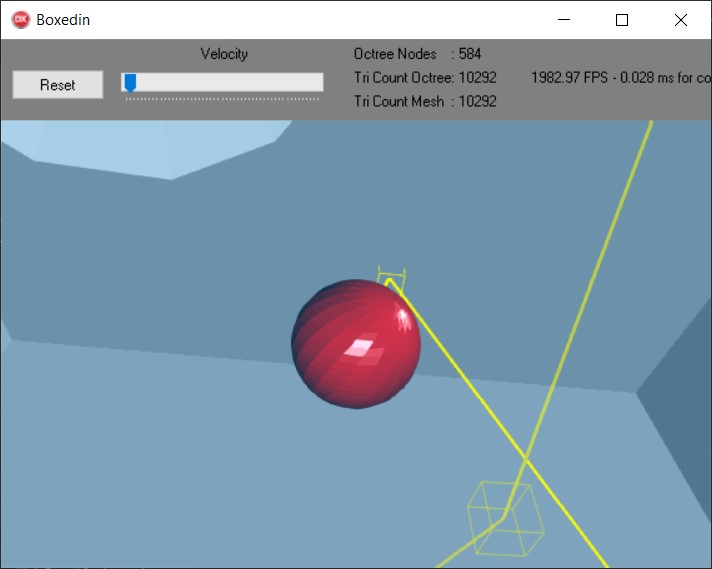 DX Boxedin
Velocity
Reset
Octree Nodes : 584
Tri Count Octree: 10292
Tri Count Mesh : 10292
1982.97 FPS - 0.028 ms for co